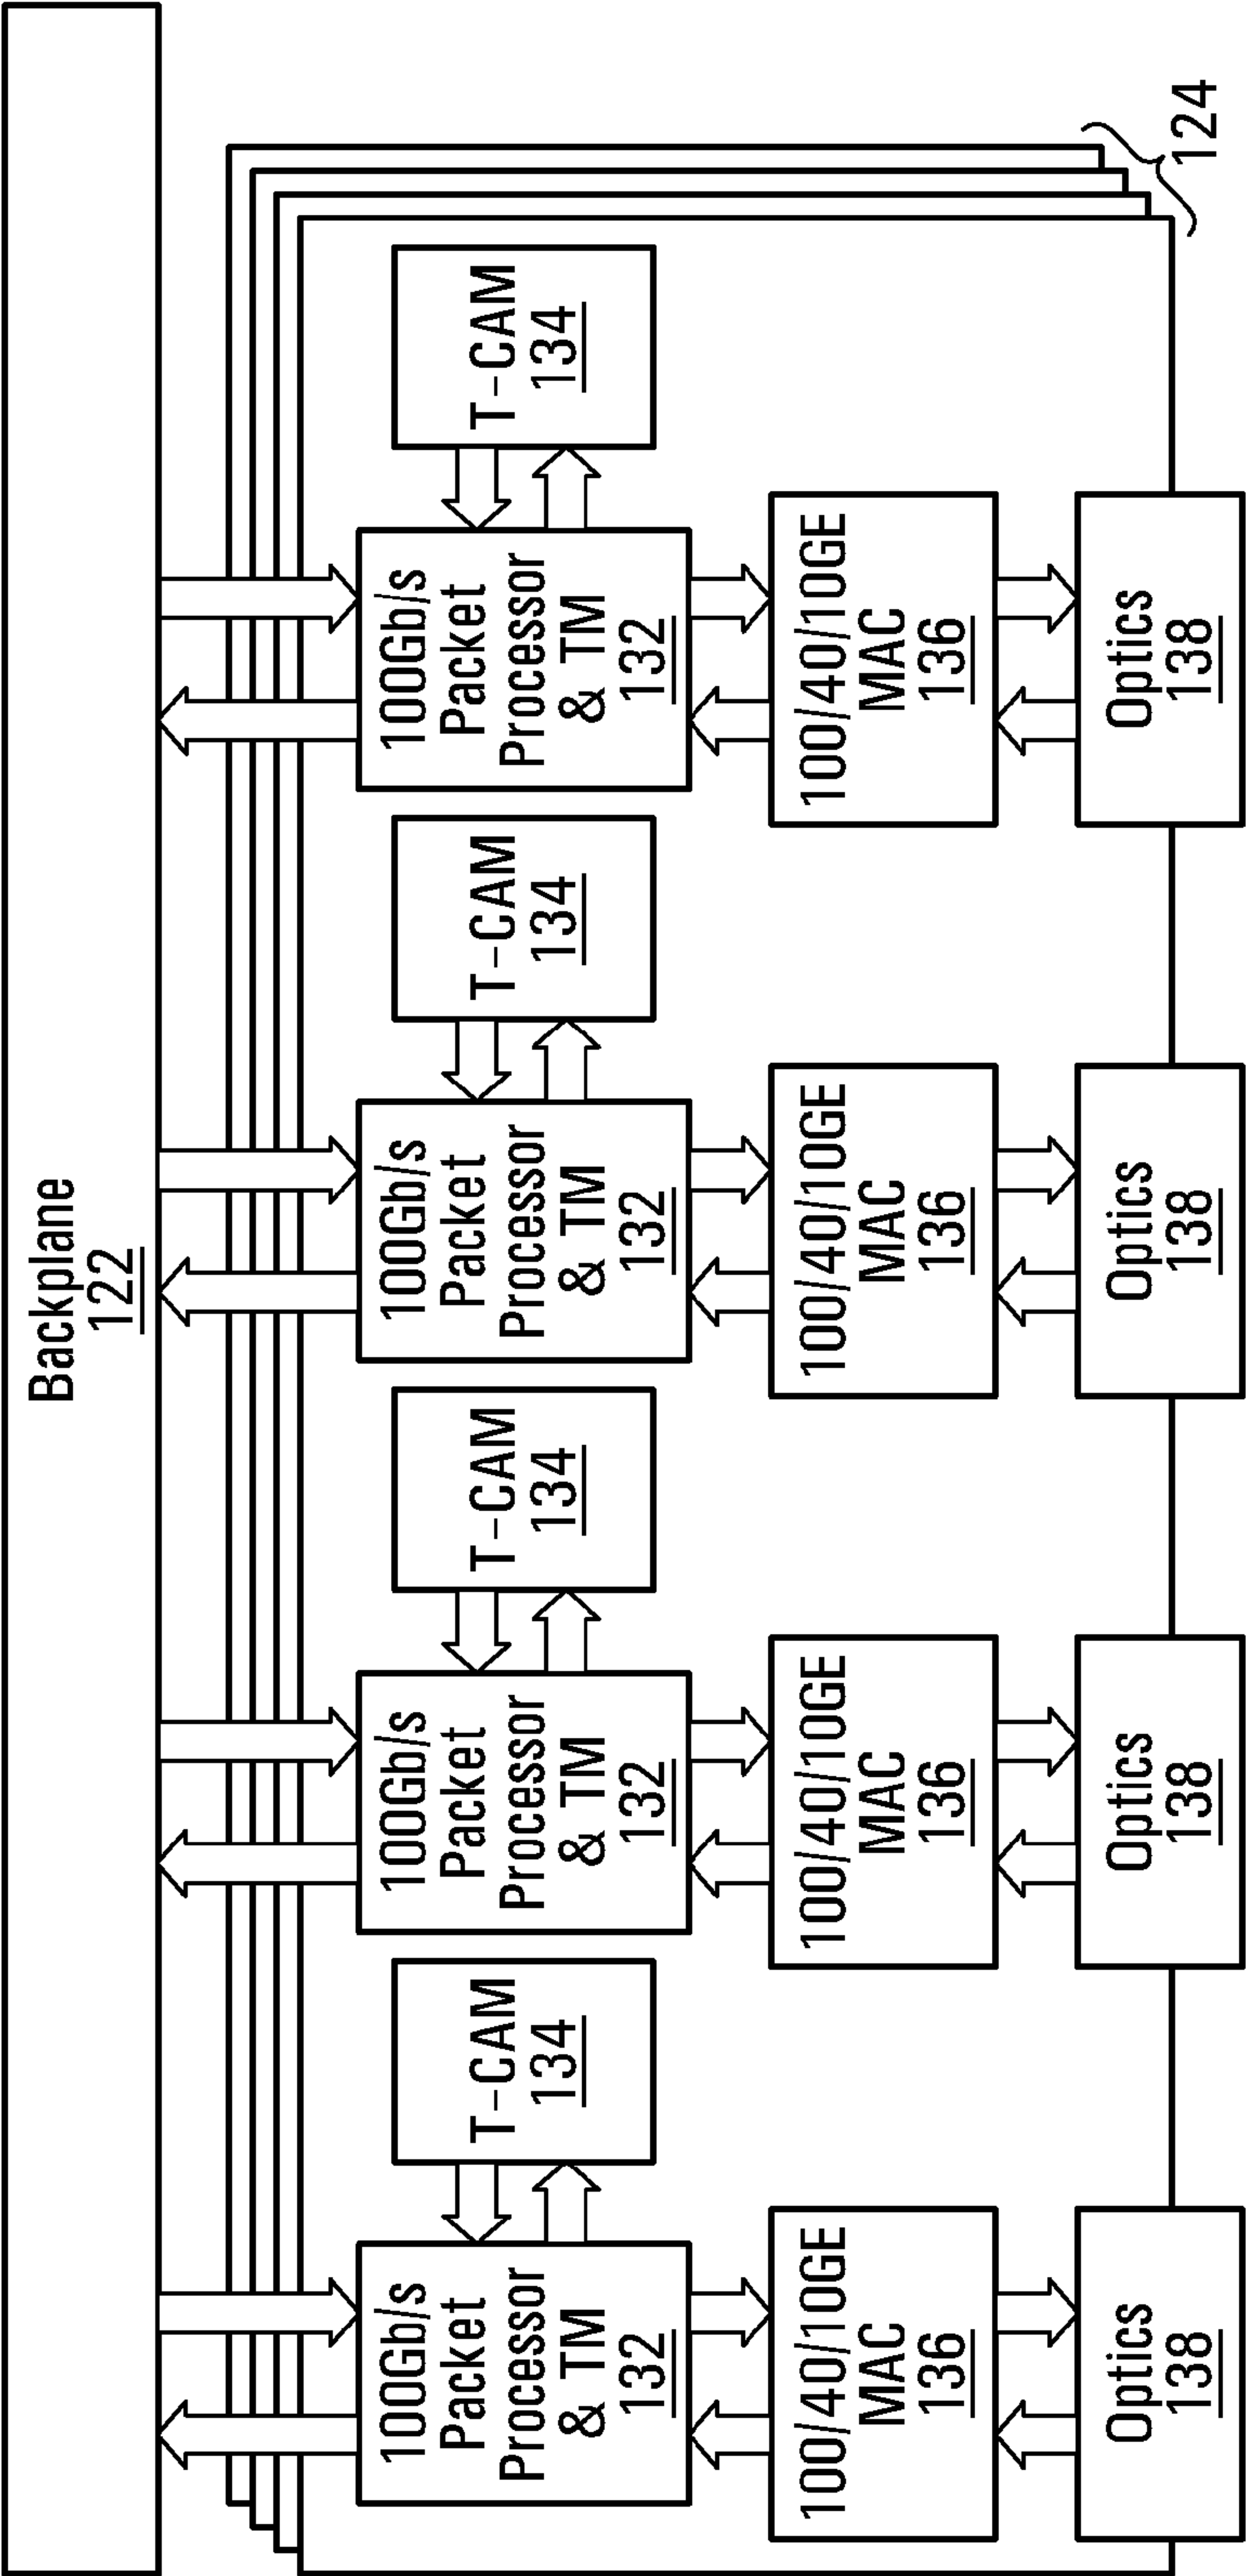 Backplane
122
T-CAM
134
T-CAM
134
T-CAM
134
T-CAM
134
100Gb/s
Packet
Processor
& TM
132
100Gb/s
Packet
Processor
& TM
132
100Gb/s
Packet
Processor
& TM
132
100Gb/s
Packet
Processor
& TM
132
100/40/10GE
MAC
136
100/40/10GE
MAC
136
100/40/10GE
MAC
136
100/40/10GE
MAC
136
Optics
138
Optics
138
Optics
138
Optics
138
124